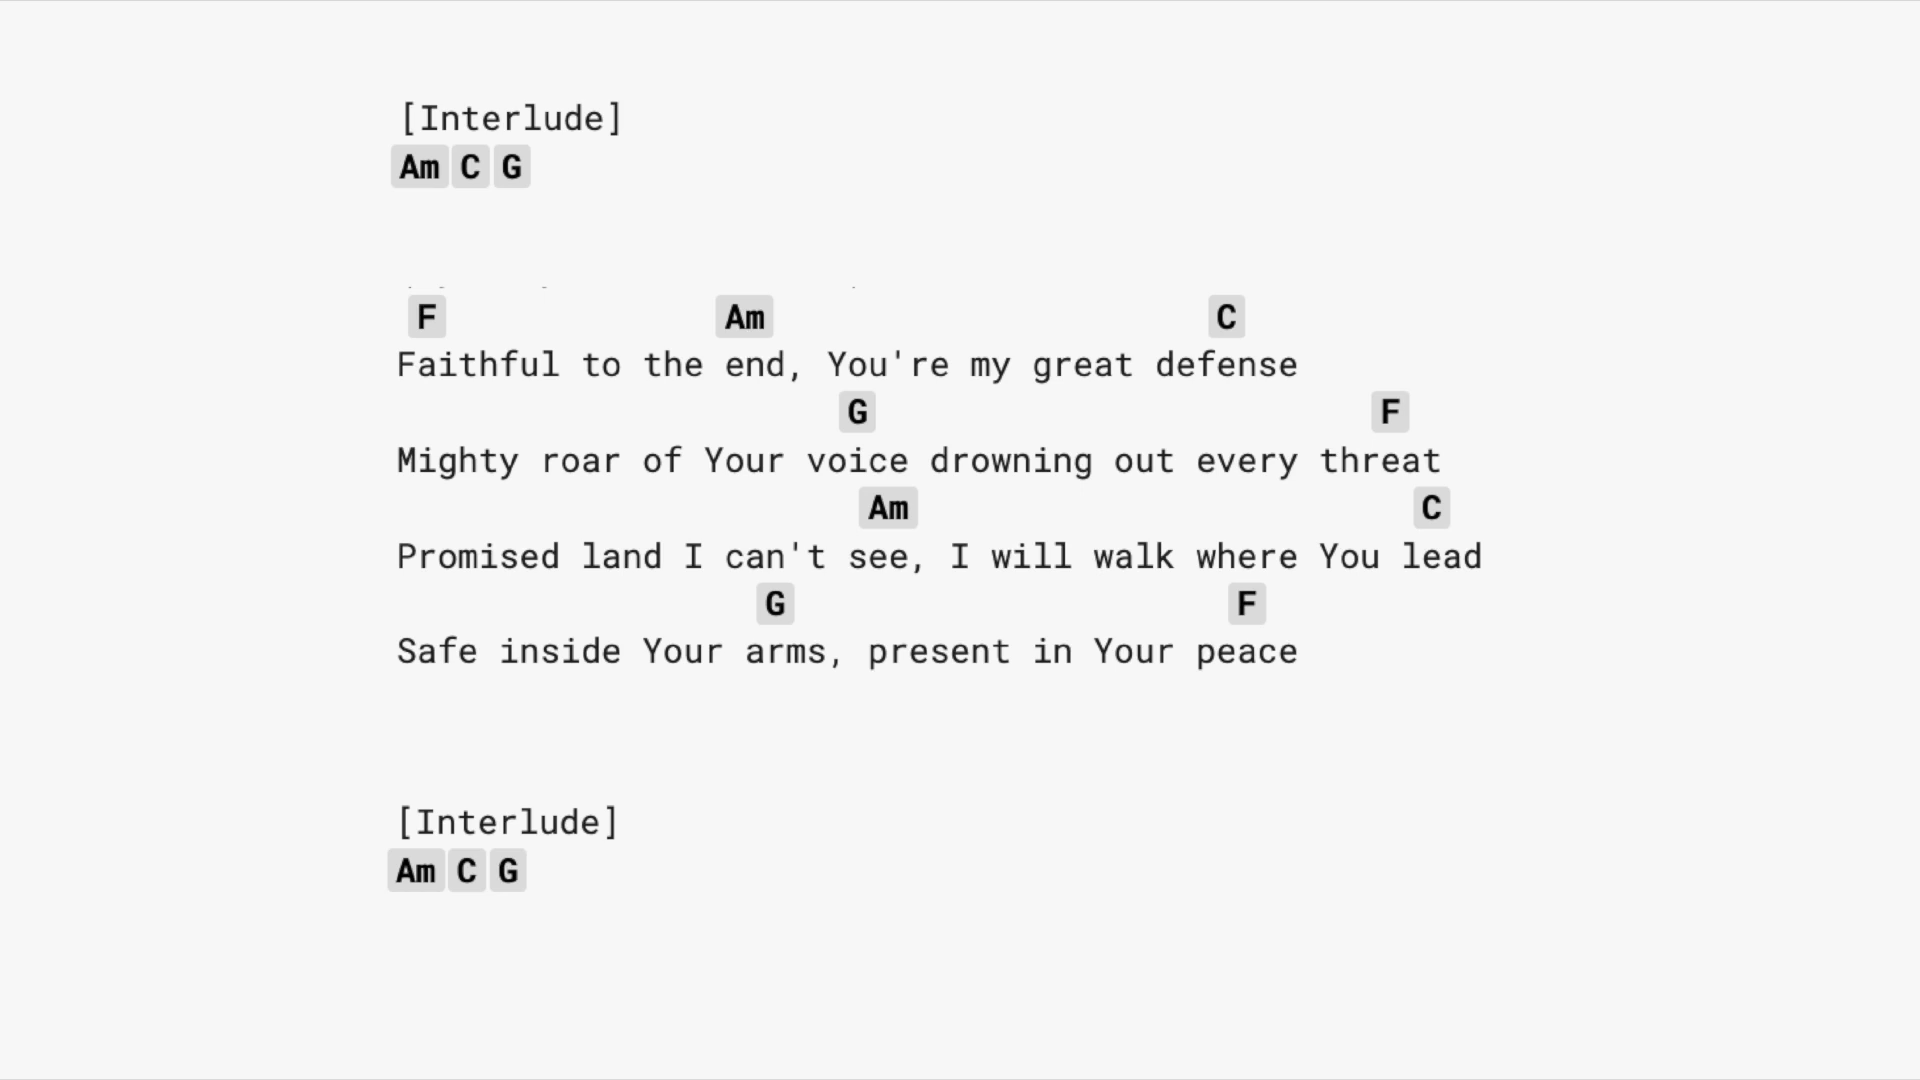 [Interlude]
Am C G
F Am C
Faithful to the end, You're my great defense
G F
Mighty roar of Your voice drowning out every threat
Am C
Promised land I can't see, I will walk where You lead
G F
Safe inside Your arms, present in Your peace
[Interlude]
Am C G